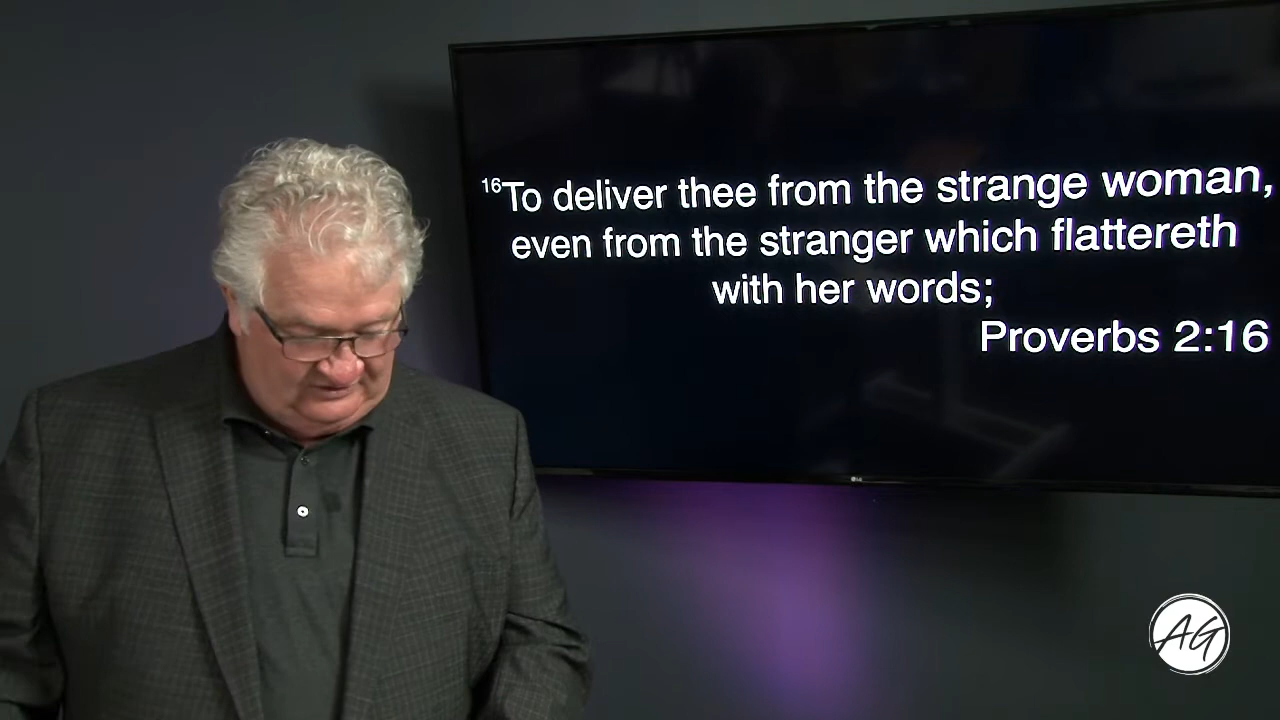 ¹⁶To deliver thee from the strange woman,
even from the stranger which flattereth
with her words;
Proverbs 2:16
LG
AG